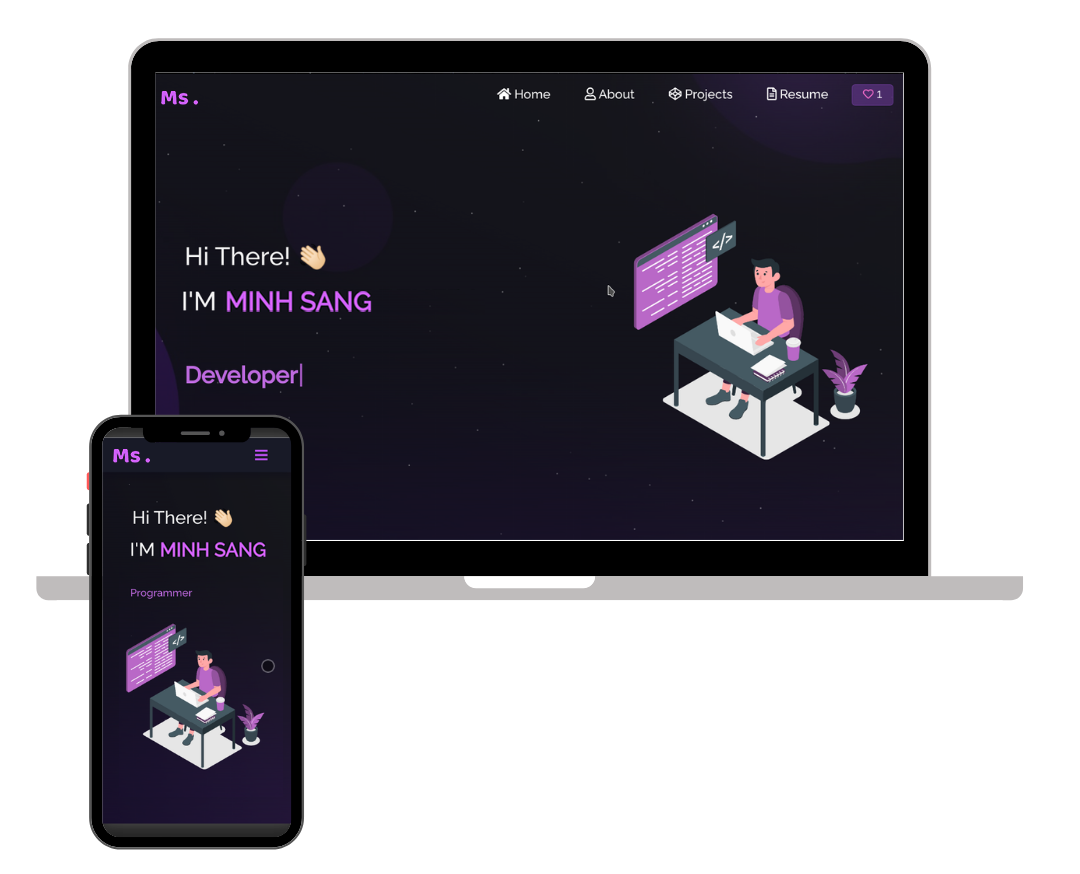 Ms.
Home About Projects Resume 1
Hi There! 👋🏻
I'M MINH SANG
Developer
</>
Ms.
Hi There! 👋🏻
I'M MINH SANG
Programmer
</>